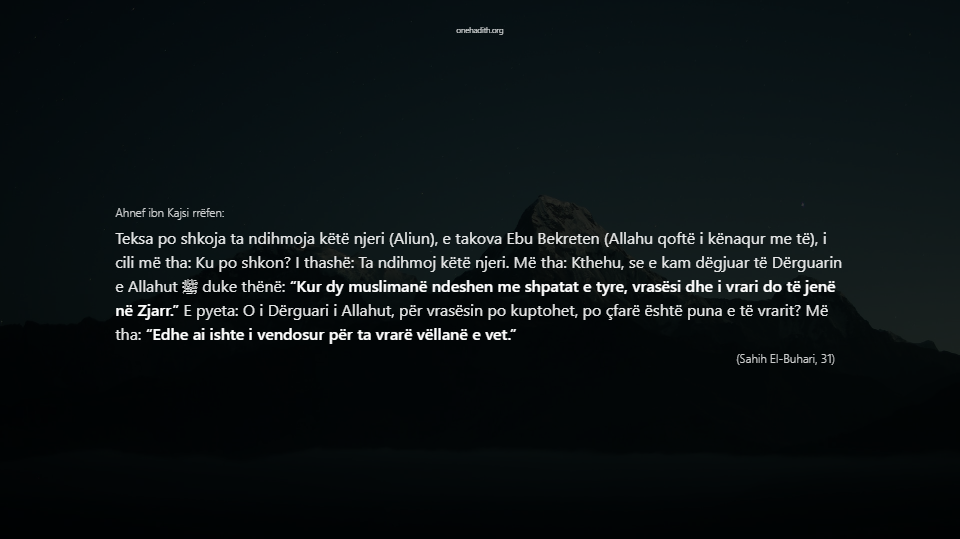 onehadith.org
Ahnef ibn Kajsi rrëfen:
Teksa po shkoja ta ndihmoja këtë njeri (Aliun), e takova Ebu Bekreten (Allahu qoftë i kënaqur me të), i
cili më tha: Ku po shkon? I thashë: Ta ndihmoj këtë njeri. Më tha: Kthehu, se e kam dëgjuar të Dërguarin
e Allahut ﷺ duke thënë: “Kur dy muslimanë ndeshen me shpatat e tyre, vrasësi dhe i vrari do të jenë
në Zjarr.” E pyeta: O i Dërguari i Allahut, për vrasësin po kuptohet, po çfarë është puna e të vrarit? Më
tha: “Edhe ai ishte i vendosur për ta vrarë vëllanë e vet.”
(Sahih El-Buhari, 31)